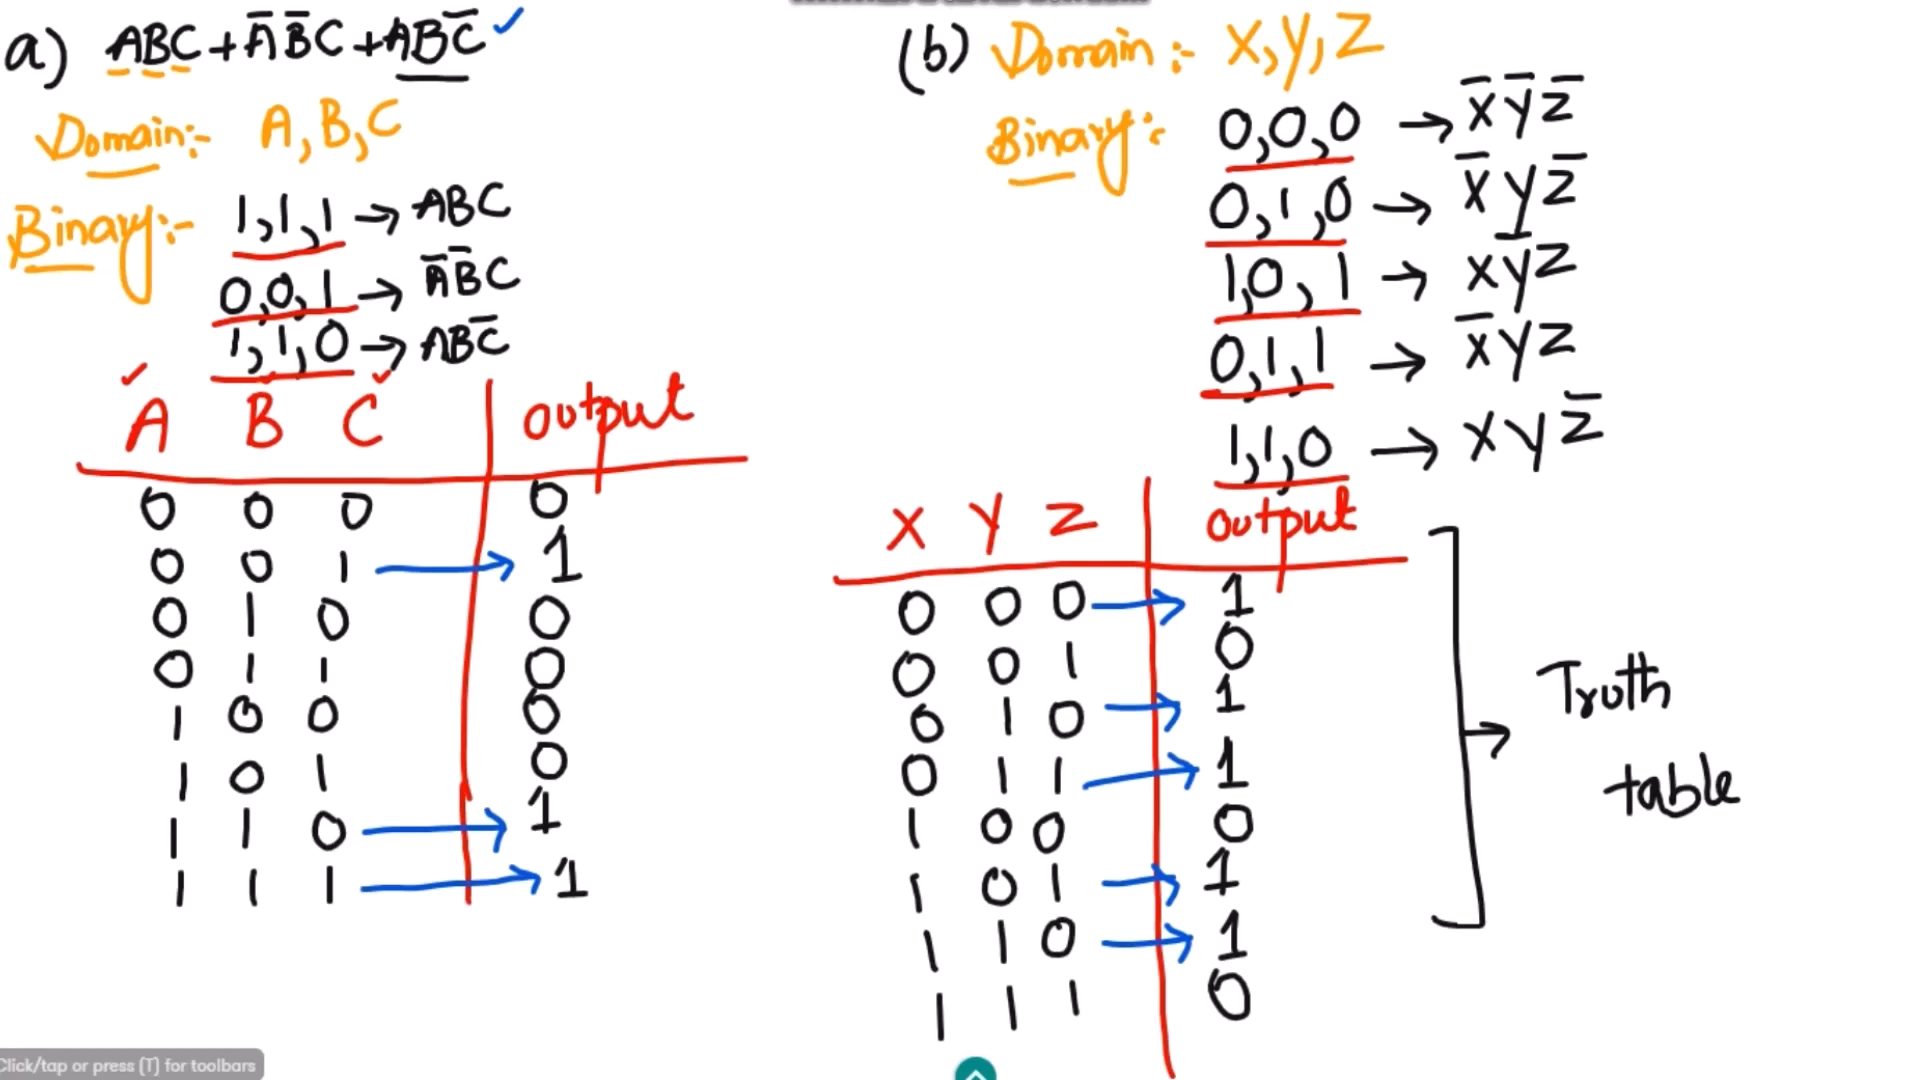 a) ABC + A̅ B̅ C + ABC̅ ✓
Domain:- A, B, C
Binary:- 1,1,1 → ABC
0,0,1 → A̅ B̅ C
1,1,0 → ABC̅
A B C output
0 0 0 0
0 0 1 → 1
0 1 0 0
0 1 1 0
1 0 0 0
1 0 1 0
1 1 0 → 1
1 1 1 → 1
(b) Domain:- X, Y, Z
Binary:- 0,0,0 → X̅ Y̅ Z̅
0,1,0 → X̅ Y Z̅
1,0,1 → X Y̅ Z
0,1,1 → X̅ Y Z
1,1,0 → X Y Z̅
X Y Z output
0 0 0 → 1
0 0 1 0
0 1 0 → 1
0 1 1 → 1
1 0 0 0
1 0 1 → 1
1 1 0 → 1
1 1 1 0
Truth
table
Click/tap or press (T) for toolbars